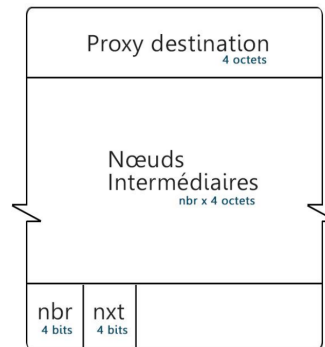 Proxy destination
4 octets
Nœuds
Intermédiaires
nbr x 4 octets
nbr
4 bits
nxt
4 bits